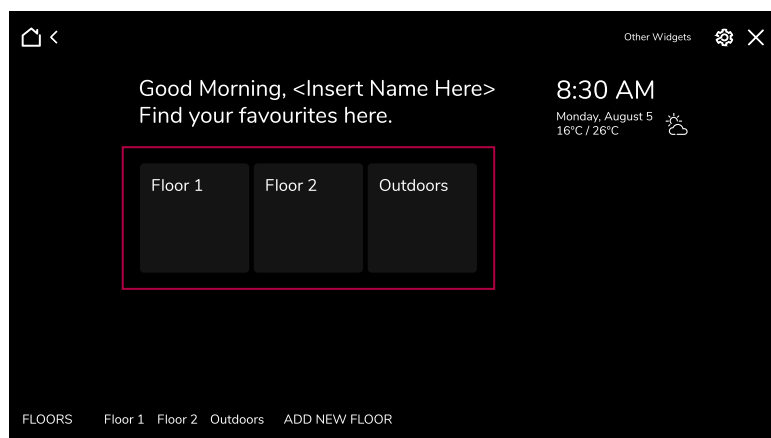 Other Widgets
Good Morning, <Insert Name Here>
Find your favourites here.
8:30 AM
Monday, August 5
16°C / 26°C
Floor 1 Floor 2 Outdoors
FLOORS Floor 1 Floor 2 Outdoors ADD NEW FLOOR